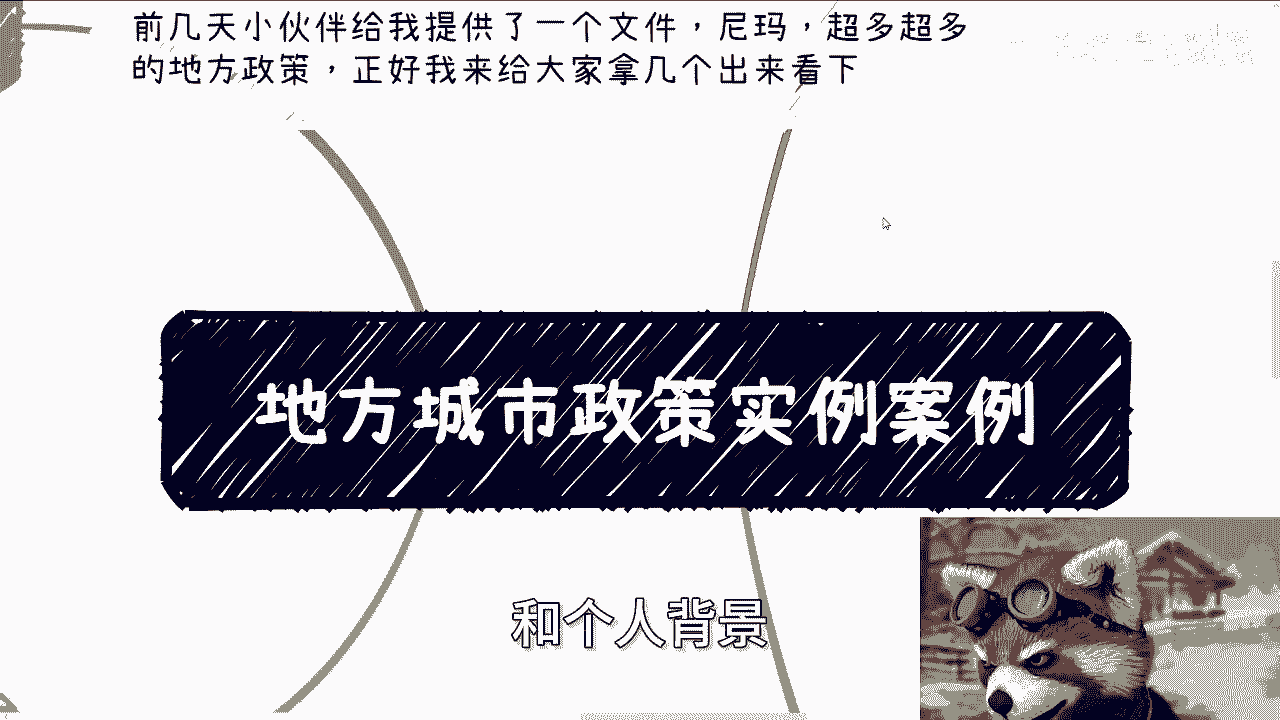 前几天小伙伴给我提供了一个文件，尼玛，超多超多
的地方政策，正好我来给大家拿几个出来看下
地方城市政策实例案例
和个人背景